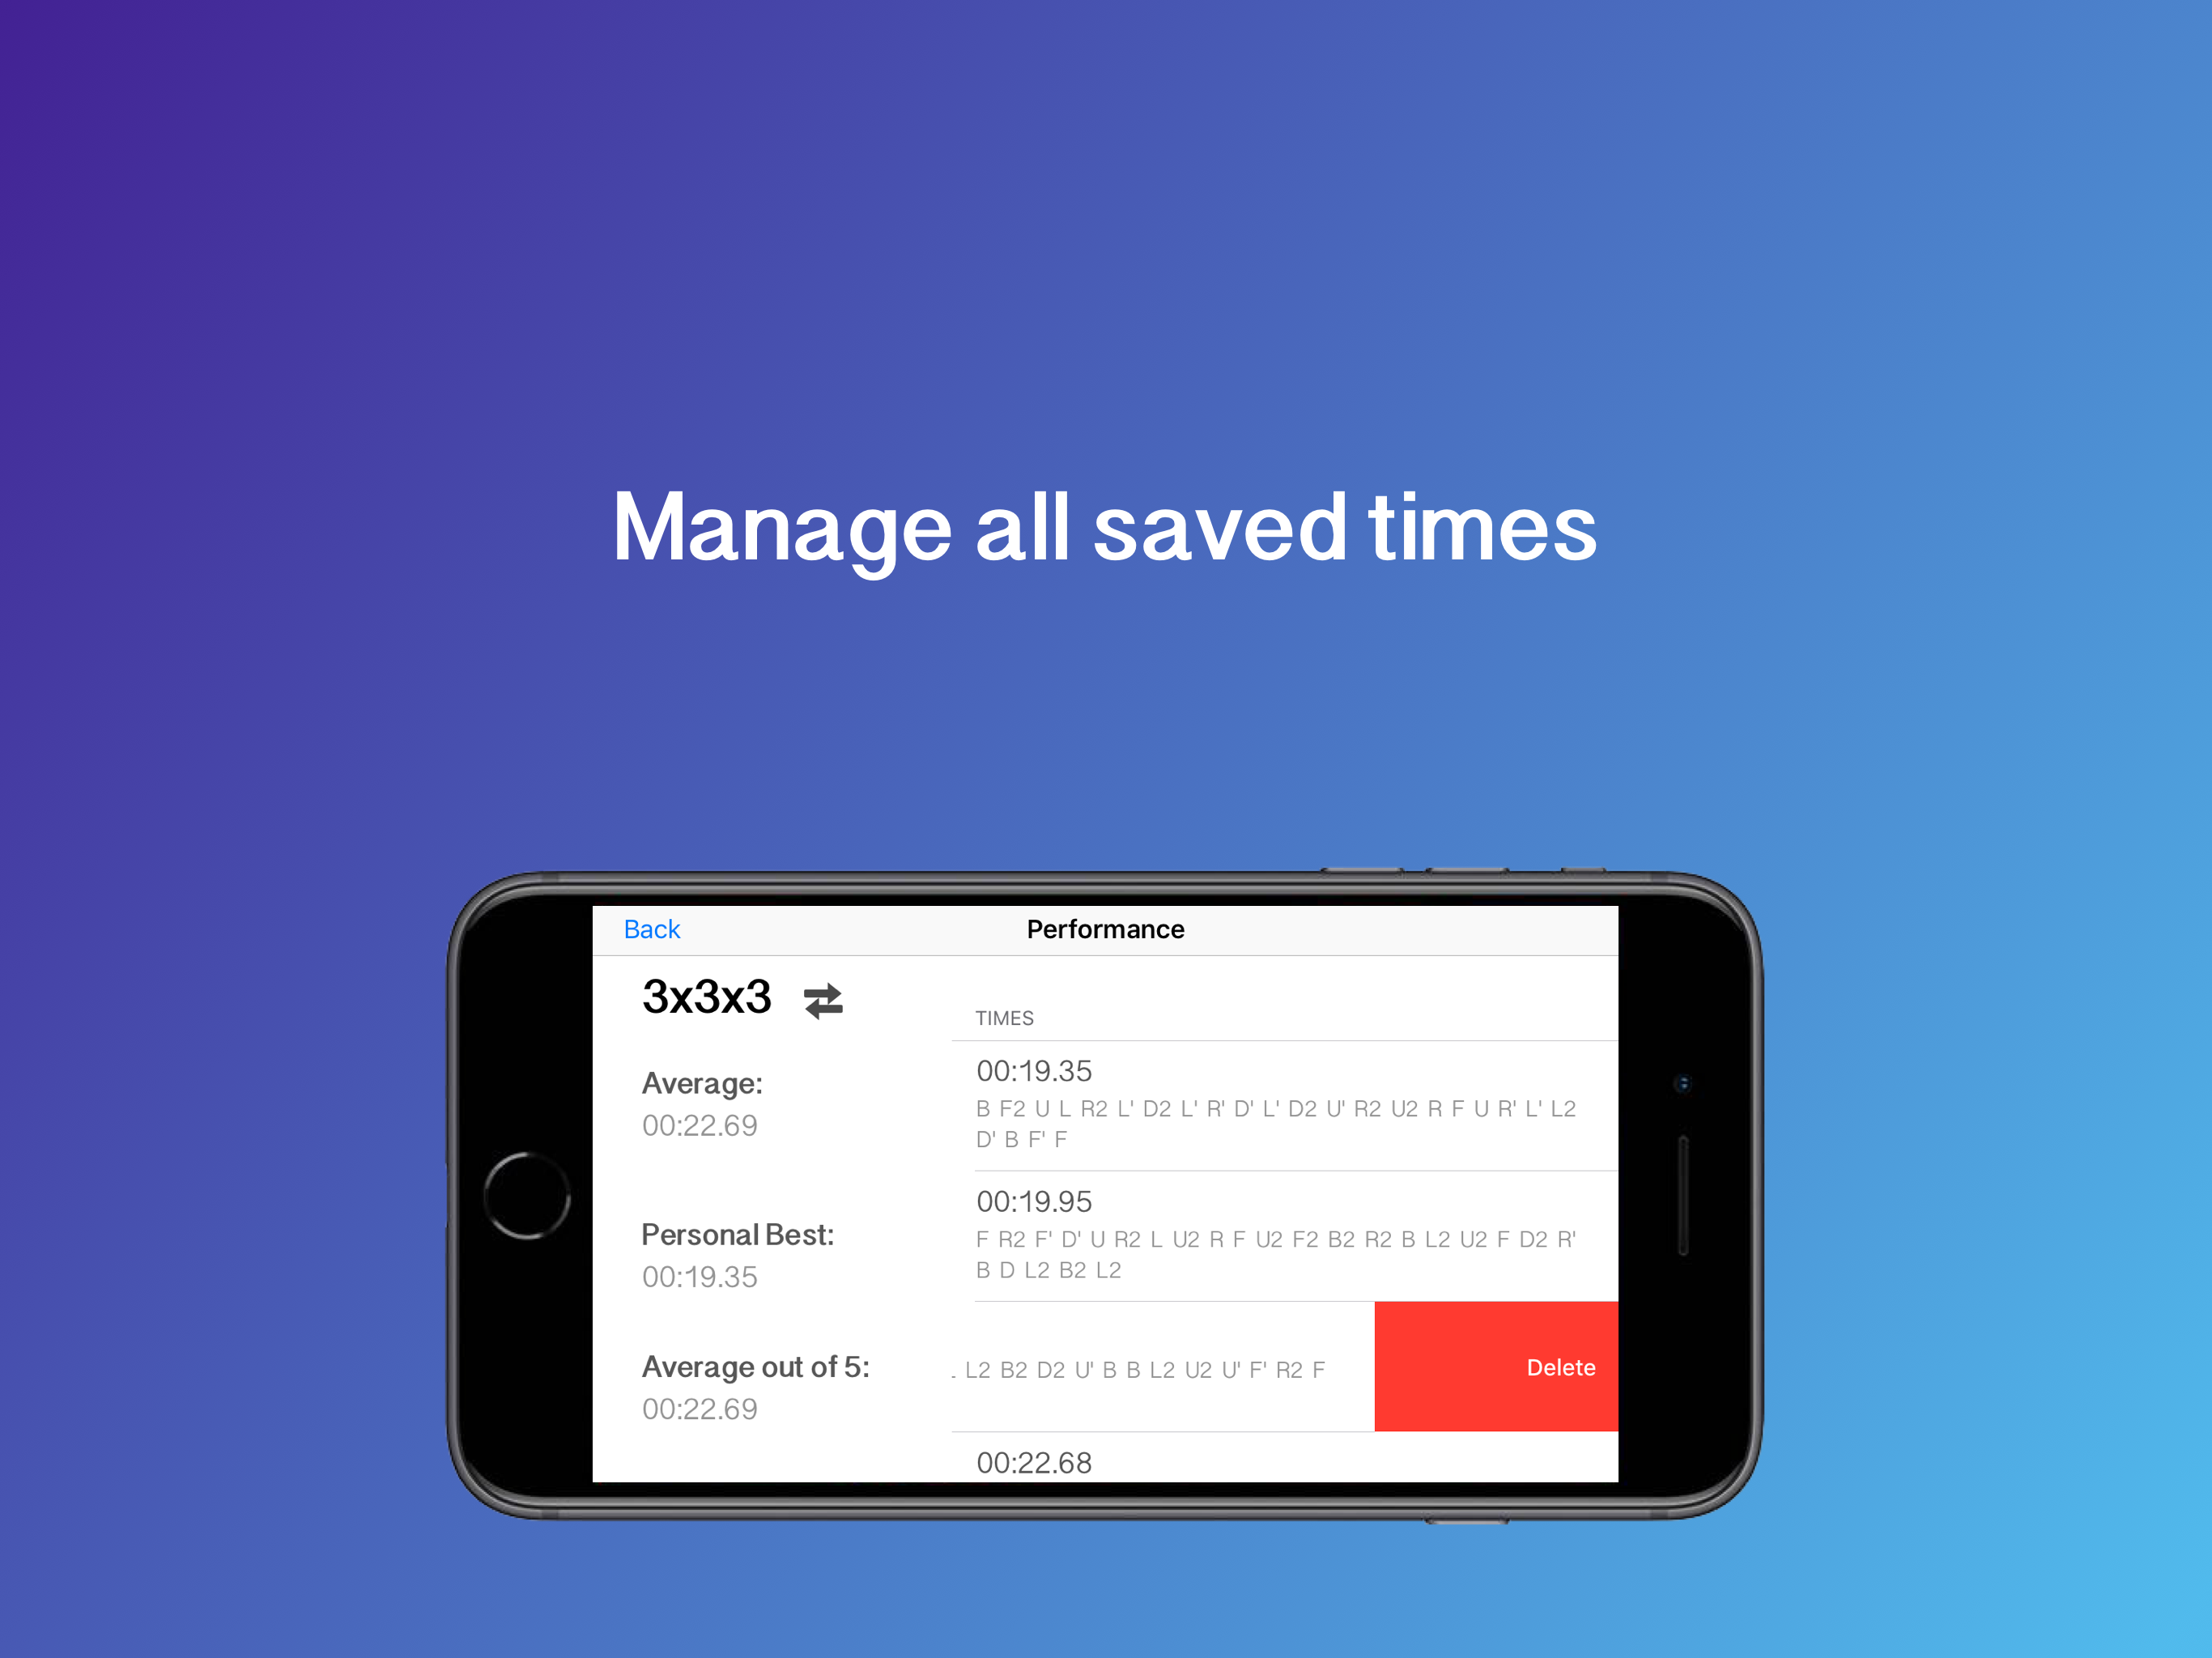 Manage all saved times
Back
Performance
3x3x3
Average:
00:22.69
Personal Best:
00:19.35
Average out of 5:
00:22.69
TIMES
00:19.35
B F2 U L R2 L' D2 L' R' D' L' D2 U' R2 U2 R F U R' L' L2
D' B F' F
00:19.95
F R2 F' D' U R2 L U2 R F U2 F2 B2 R2 B L2 U2 F D2 R'
B D L2 B2 L2
L2 B2 D2 U' B B L2 U2 U' F' R2 F
Delete
00:22.68